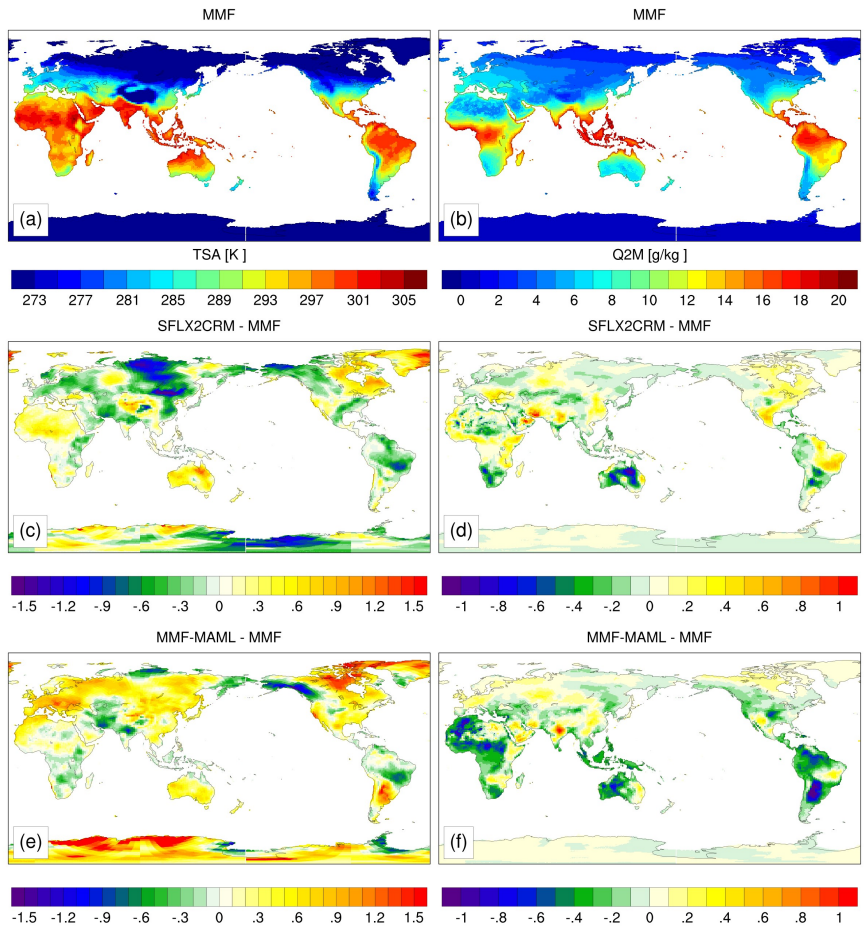 MMF
MMF
(a)
(b)
TSA [K ]
Q2M [g/kg ]
273 277 281 285 289 293 297 301 305
0 2 4 6 8 10 12 14 16 18 20
SFLX2CRM - MMF
SFLX2CRM - MMF
(c)
(d)
-1.5 -1.2 -.9 -.6 -.3 0 .3 .6 .9 1.2 1.5
-1 -.8 -.6 -.4 -.2 0 .2 .4 .6 .8 1
MMF-MAML - MMF
MMF-MAML - MMF
(e)
(f)
-1.5 -1.2 -.9 -.6 -.3 0 .3 .6 .9 1.2 1.5
-1 -.8 -.6 -.4 -.2 0 .2 .4 .6 .8 1